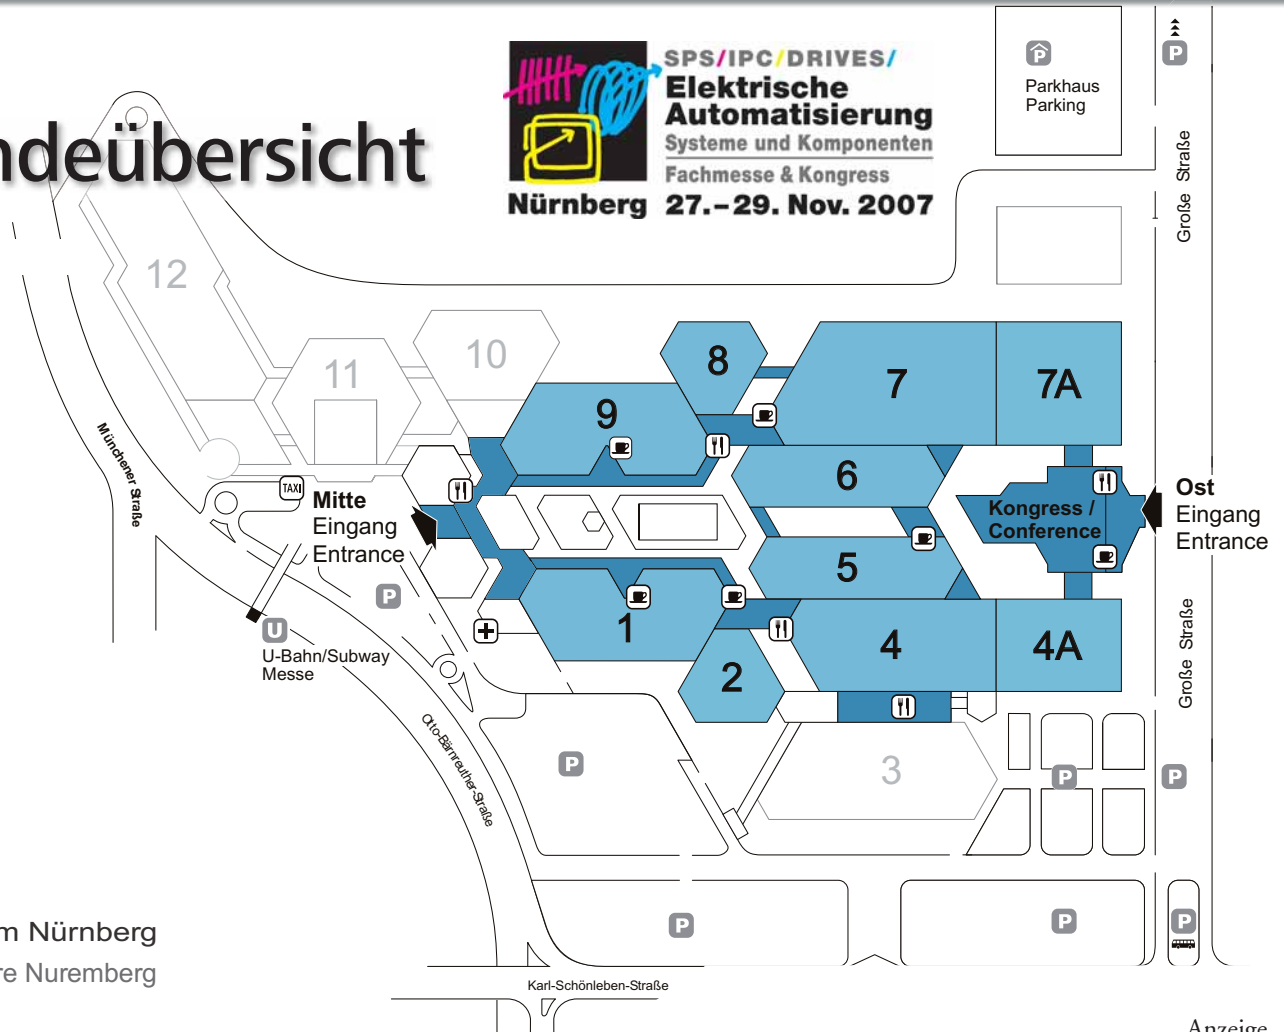 ndeübersicht
SPS/IPC/DRIVES/
Elektrische
Automatisierung
Systeme und Komponenten
Fachmesse & Kongress
Nürnberg 27.–29. Nov. 2007
P
Parkhaus
Parking
P
Große Straße
12
11
10
9
8
7
7A
6
5
Kongress /
Conference
Ost
Eingang
Entrance
Münchener Straße
TAXI
Mitte
Eingang
Entrance
P
U
U-Bahn/Subway
Messe
1
2
4
4A
Große Straße
3
Otto-Bärnreuther-Straße
P
P
P
P
P
P
m Nürnberg
re Nuremberg
Karl-Schönleben-Straße
Anzeige